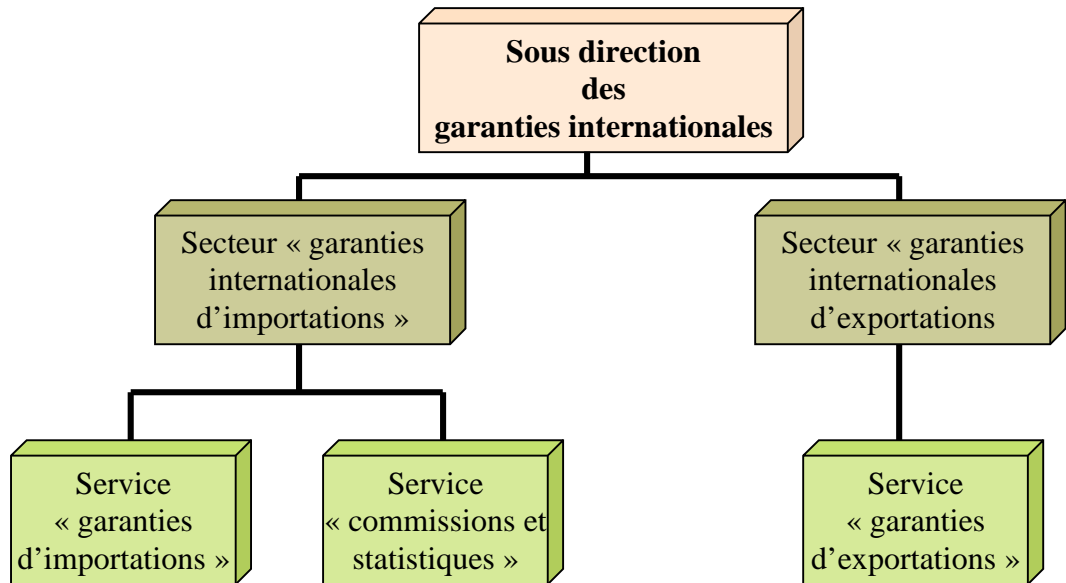 Sous direction
des
garanties internationales
Secteur « garanties
internationales
d’importations »
Secteur « garanties
internationales
d’exportations
Service
« garanties
d’importations »
Service
« commissions et
statistiques »
Service
« garanties
d’exportations »